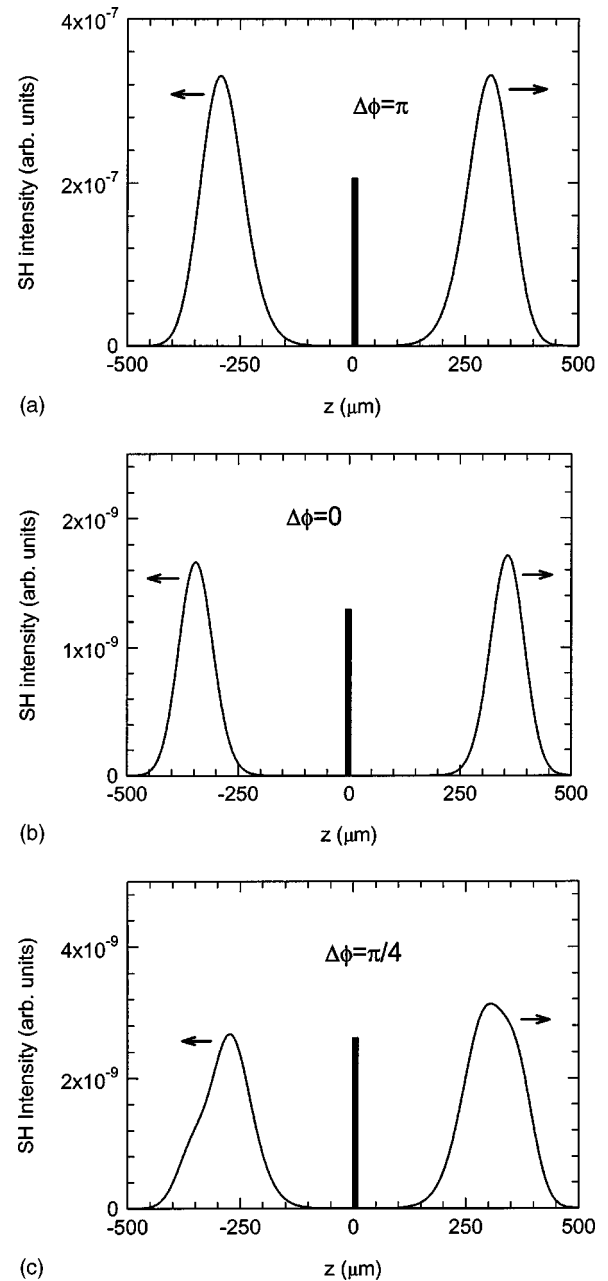 4x10⁻⁷
SH intensity (arb. units)
Δϕ=π
2x10⁻⁷
0
-500 -250 0 250 500
(a) z (μm)
2x10⁻⁹
SH intensity (arb. units)
Δϕ=0
1x10⁻⁹
0
-500 -250 0 250 500
(b) z (μm)
4x10⁻⁹
SH Intensity (arb. units)
Δϕ=π/4
2x10⁻⁹
0
-500 -250 0 250 500
(c) z (μm)